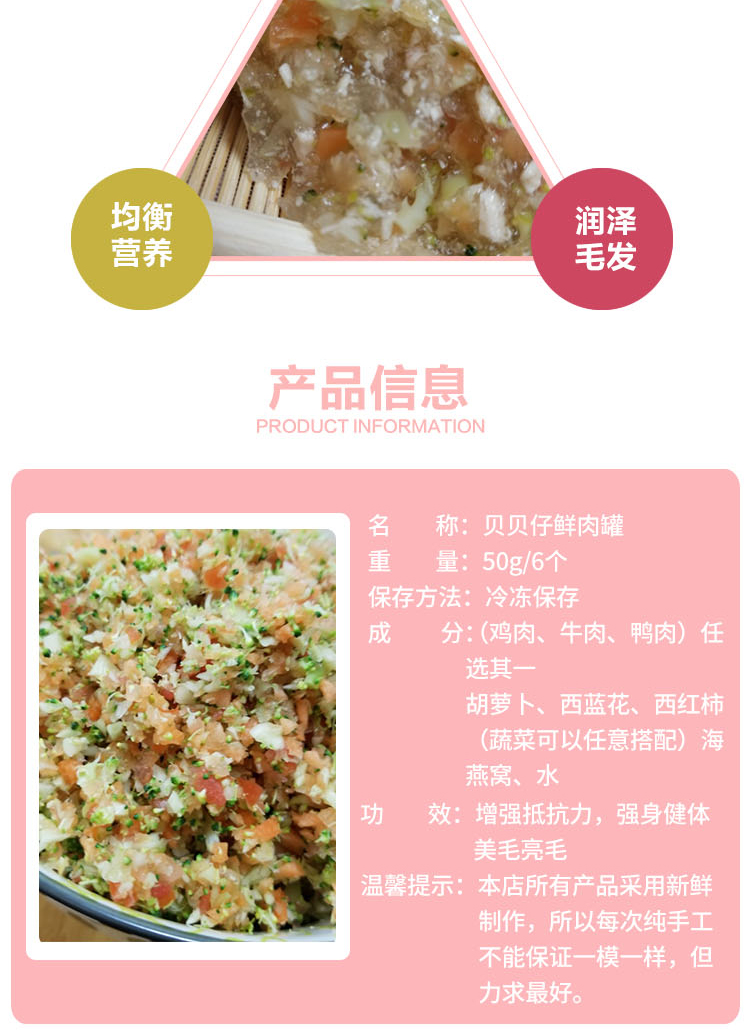 均衡
营养
润泽
毛发
产品信息
PRODUCT INFORMATION
名 称：贝贝仔鲜肉罐
重 量：50g/6个
保存方法：冷冻保存
成 分：（鸡肉、牛肉、鸭肉）任
选其一
胡萝卜、西蓝花、西红柿
（蔬菜可以任意搭配）海
燕窝、水
功 效：增强抵抗力，强身健体
美毛亮毛
温馨提示：本店所有产品采用新鲜
制作，所以每次纯手工
不能保证一模一样，但
力求最好。